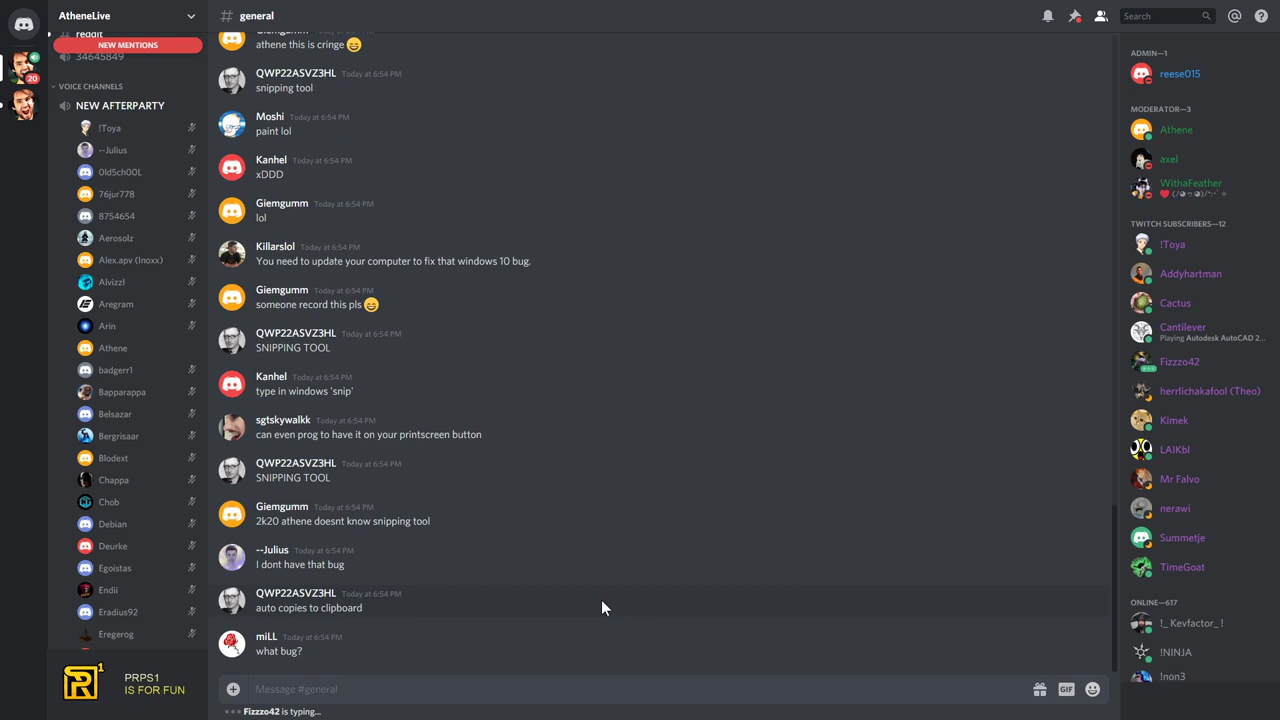 AtheneLive
# general
Search
reddit
NEW MENTIONS
34645849
20
VOICE CHANNELS
NEW AFTERPARTY
!Toya
--Julius
0ldSch00L
76jur778
8754654
Aerosolz
Alex.apv (Inoxx)
Alvizzl
Aregram
Arin
Athene
badgerr1
Bapparappa
Belsazar
Bergrisaar
Blodext
Chappa
Chob
Debian
Deurke
Egoistas
Endii
Eradius92
Eregerog
PRPS1
IS FOR FUN
Giemgumm
athene this is cringe 😄
QWP22ASVZ3HL Today at 6:54 PM
snipping tool
Moshi Today at 6:54 PM
paint lol
Kanhel Today at 6:54 PM
xDDD
Giemgumm Today at 6:54 PM
lol
Killarslol Today at 6:54 PM
You need to update your computer to fix that windows 10 bug.
Giemgumm Today at 6:54 PM
someone record this pls 😄
QWP22ASVZ3HL Today at 6:54 PM
SNIPPING TOOL
Kanhel Today at 6:54 PM
type in windows 'snip'
sgtskywalkk Today at 6:54 PM
can even prog to have it on your printscreen button
QWP22ASVZ3HL Today at 6:54 PM
SNIPPING TOOL
Giemgumm Today at 6:54 PM
2k20 athene doesnt know snipping tool
--Julius Today at 6:54 PM
I dont have that bug
QWP22ASVZ3HL Today at 6:54 PM
auto copies to clipboard
miLL Today at 6:54 PM
what bug?
Message #general
GIF
Fizzzo42 is typing...
ADMIN—1
reese015
MODERATOR—3
Athene
axel
WithaFeather
TWITCH SUBSCRIBERS—12
!Toya
Addyhartman
Cactus
Cantilever
Playing Autodesk AutoCAD 2...
Fizzzo42
herrlichakafool (Theo)
Kimek
LAIKbl
Mr Falvo
nerawi
Summetje
TimeGoat
ONLINE—617
!_ Kevfactor_ !
!NINJA
!non3